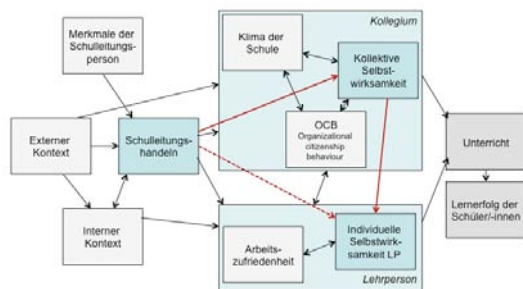 Kollegium
Merkmale der
Schulleitungs-
person
Klima der
Schule
Kollektive
Selbst-
wirksamkeit
OCB
Organizational
citizenship
behaviour
Externer
Kontext
Schulleitungs-
handeln
Unterricht
Lernerfolg der
Schüler/-innen
Interner
Kontext
Arbeits-
zufriedenheit
Individuelle
Selbstwirk-
samkeit LP
Lehrperson